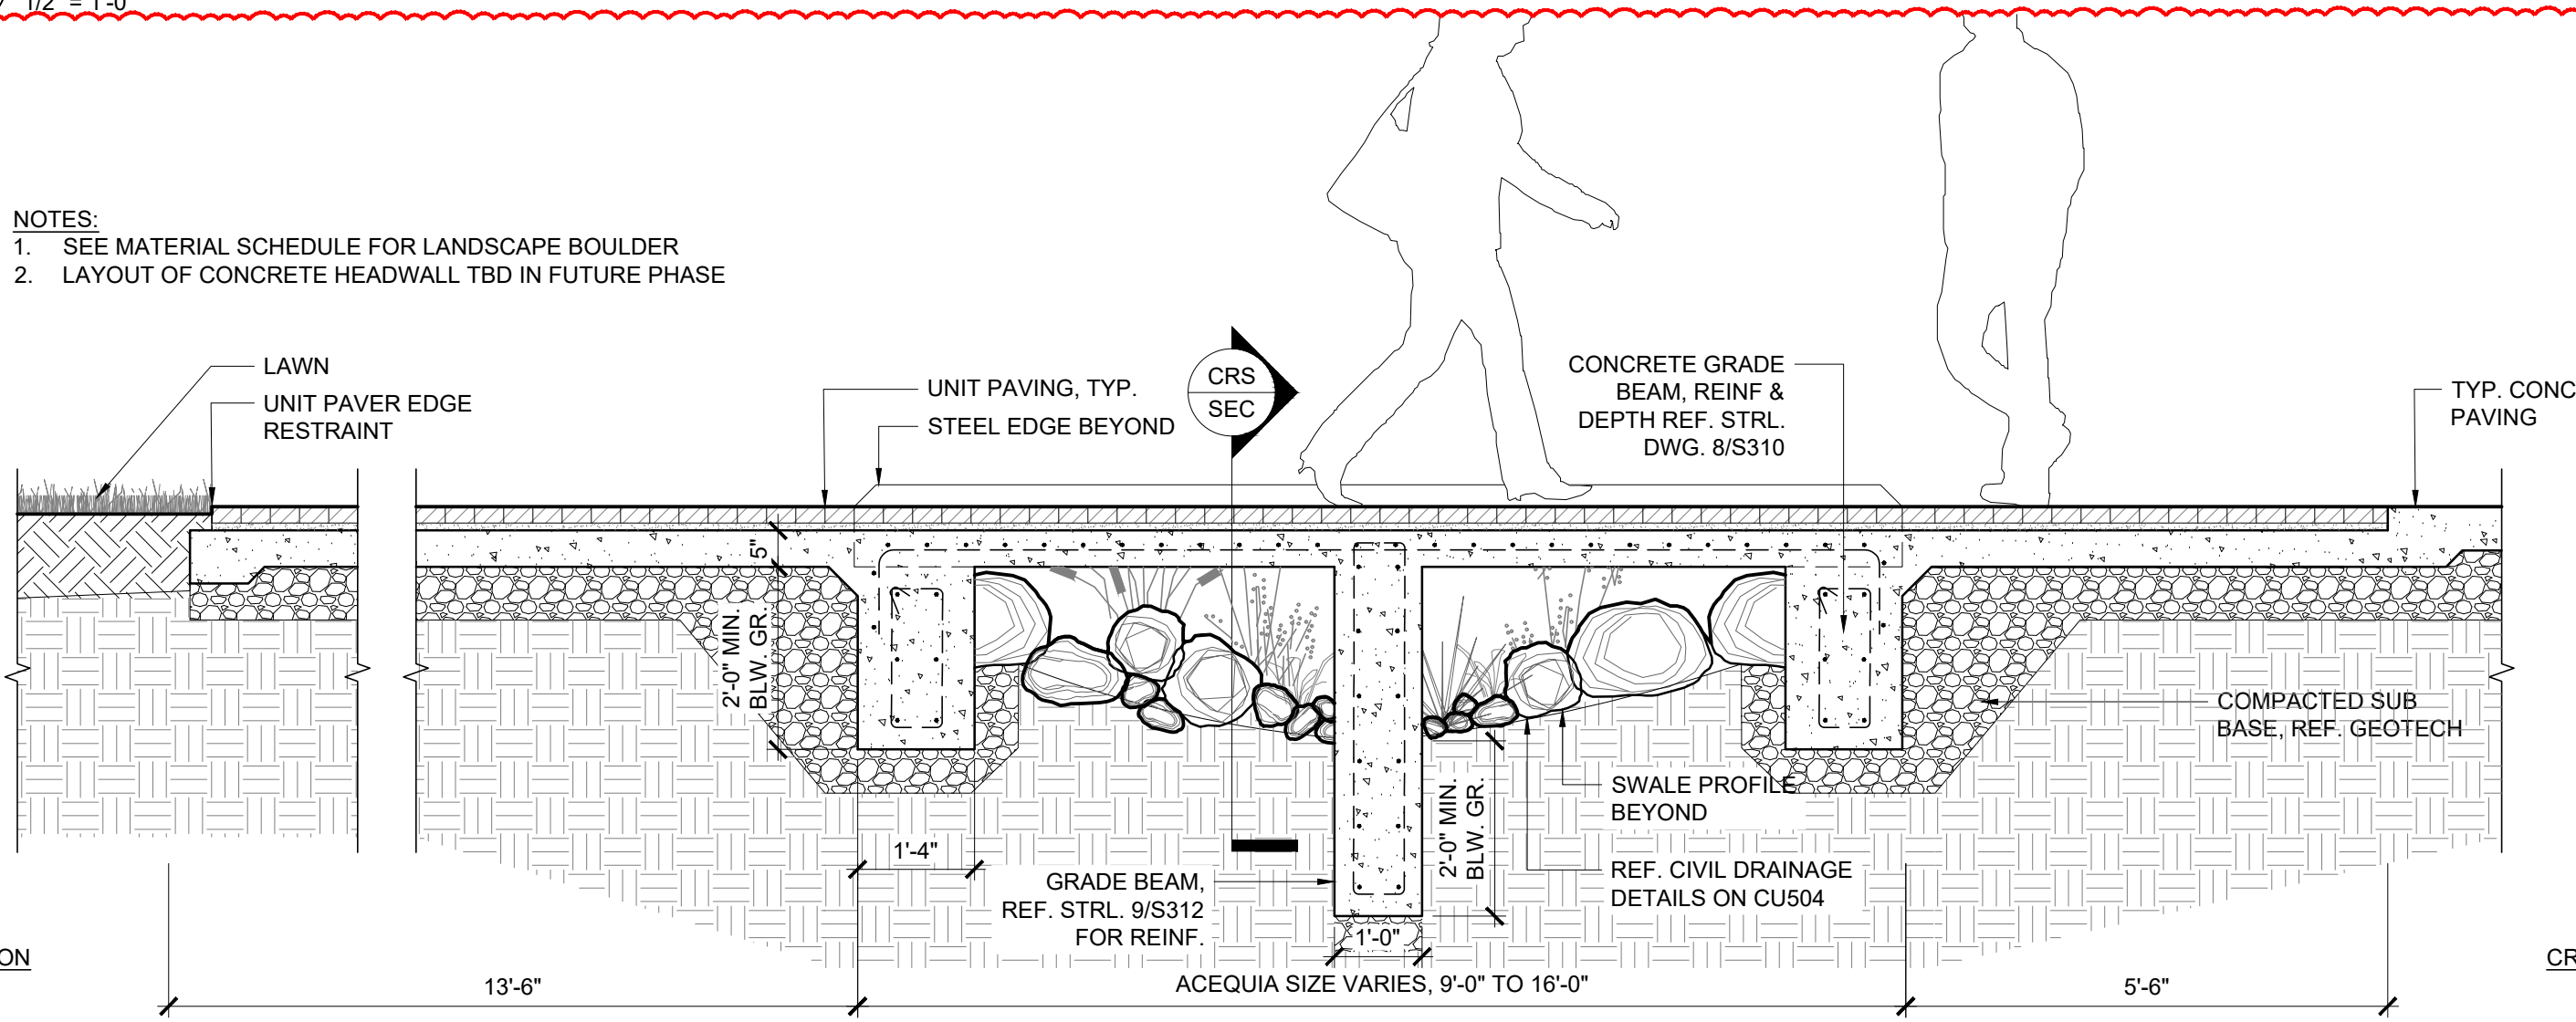 1/2" = 1'-0"
NOTES:
1. SEE MATERIAL SCHEDULE FOR LANDSCAPE BOULDER
2. LAYOUT OF CONCRETE HEADWALL TBD IN FUTURE PHASE
LAWN
UNIT PAVER EDGE
RESTRAINT
UNIT PAVING, TYP.
STEEL EDGE BEYOND
CRS
SEC
CONCRETE GRADE
BEAM, REINF &
DEPTH REF. STRL.
DWG. 8/S310
TYP. CONC
PAVING
5"
2'-0" MIN.
BLW. GR.
COMPACTED SUB
BASE, REF. GEOTECH
SWALE PROFILE
BEYOND
2'-0" MIN.
BLW. GR.
1'-4"
GRADE BEAM,
REF. STRL. 9/S312
FOR REINF.
REF. CIVIL DRAINAGE
DETAILS ON CU504
1'-0"
ON
CR
13'-6"
ACEQUIA SIZE VARIES, 9'-0" TO 16'-0"
5'-6"